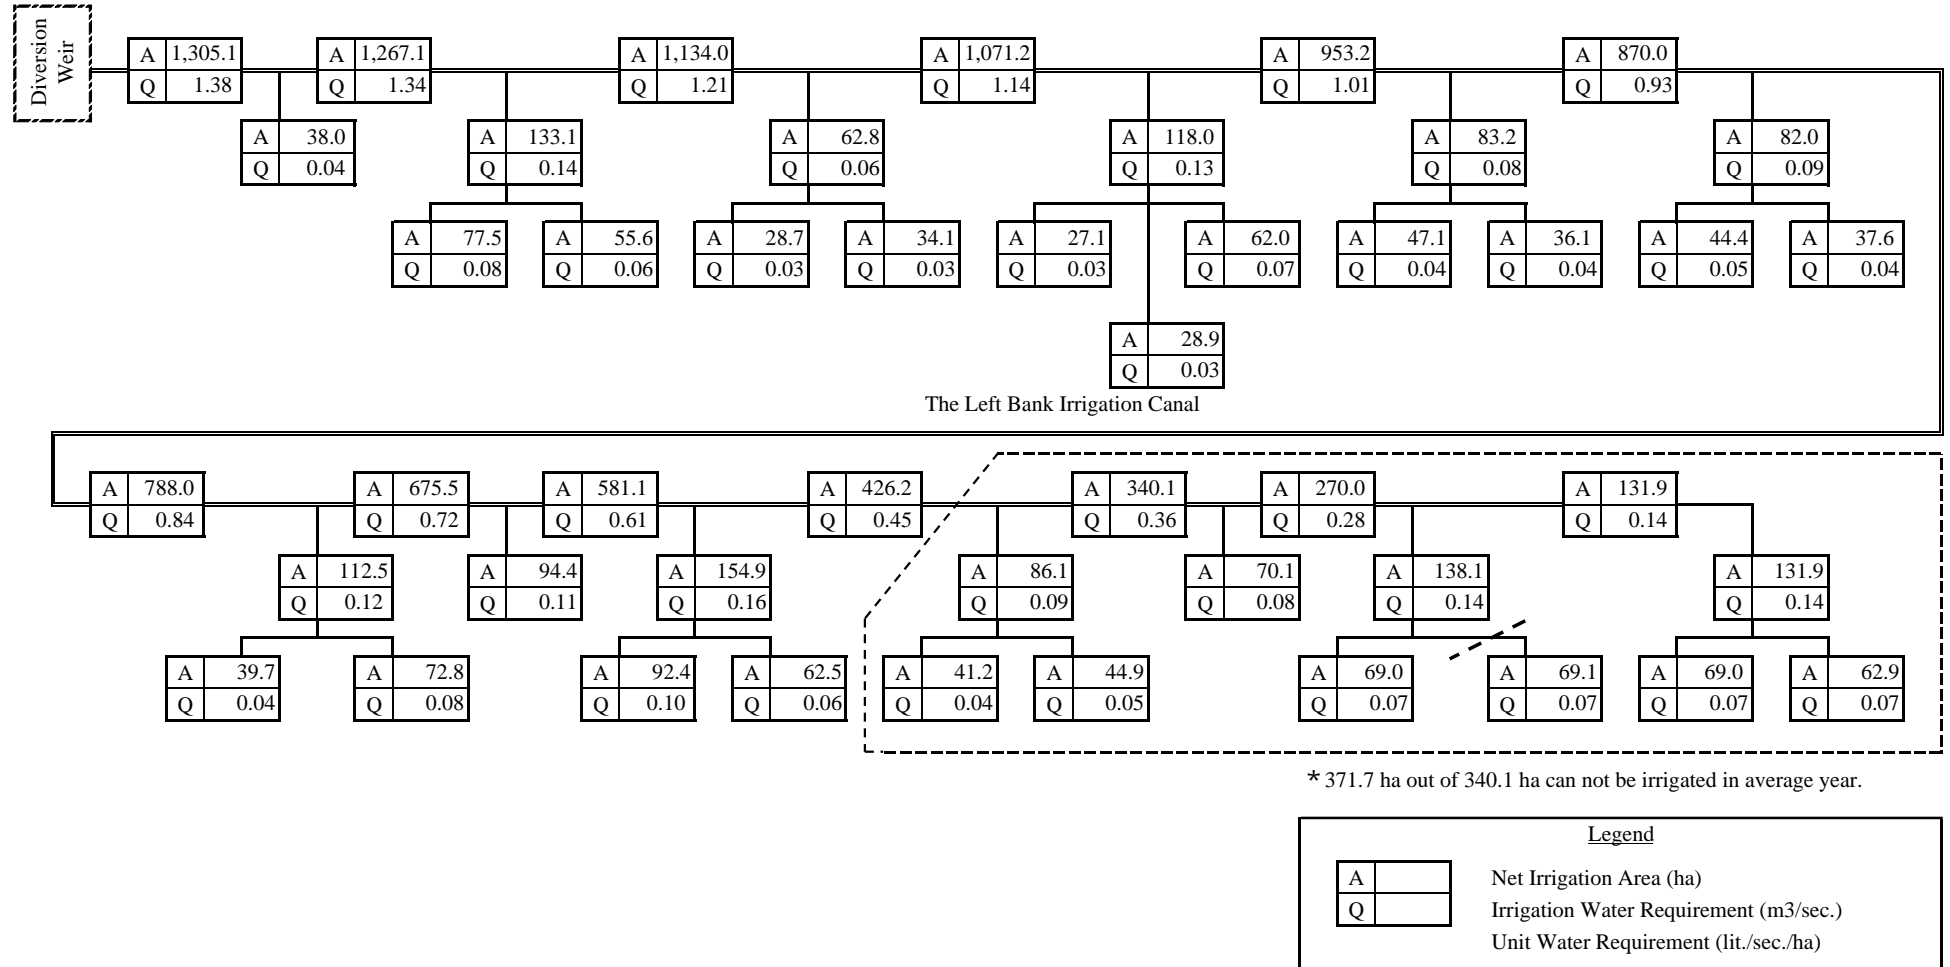 Diversion
Weir
A 1,305.1 A 1,267.1 A 1,134.0 A 1,071.2 A 953.2 A 870.0
Q 1.38 Q 1.34 Q 1.21 Q 1.14 Q 1.01 Q 0.93
A 38.0 A 133.1 A 62.8 A 118.0 A 83.2 A 82.0
Q 0.04 Q 0.14 Q 0.06 Q 0.13 Q 0.08 Q 0.09
A 77.5 A 55.6 A 28.7 A 34.1 A 27.1 A 62.0 A 47.1 A 36.1 A 44.4 A 37.6
Q 0.08 Q 0.06 Q 0.03 Q 0.03 Q 0.03 Q 0.07 Q 0.04 Q 0.04 Q 0.05 Q 0.04
A 28.9
Q 0.03
The Left Bank Irrigation Canal
A 788.0 A 675.5 A 581.1 A 426.2 A 340.1 A 270.0 A 131.9
Q 0.84 Q 0.72 Q 0.61 Q 0.45 Q 0.36 Q 0.28 Q 0.14
A 112.5 A 94.4 A 154.9 A 86.1 A 70.1 A 138.1 A 131.9
Q 0.12 Q 0.11 Q 0.16 Q 0.09 Q 0.08 Q 0.14 Q 0.14
A 39.7 A 72.8 A 92.4 A 62.5 A 41.2 A 44.9 A 69.0 A 69.1 A 69.0 A 62.9
Q 0.04 Q 0.08 Q 0.10 Q 0.06 Q 0.04 Q 0.05 Q 0.07 Q 0.07 Q 0.07 Q 0.07
* 371.7 ha out of 340.1 ha can not be irrigated in average year.
Legend
A Net Irrigation Area (ha)
Q Irrigation Water Requirement (m3/sec.)
Unit Water Requirement (lit./sec./ha)